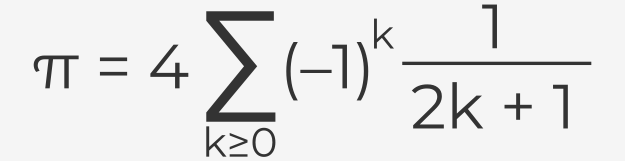 π = 4 ∑ k≥0 (–1)^k 1 / 2k + 1